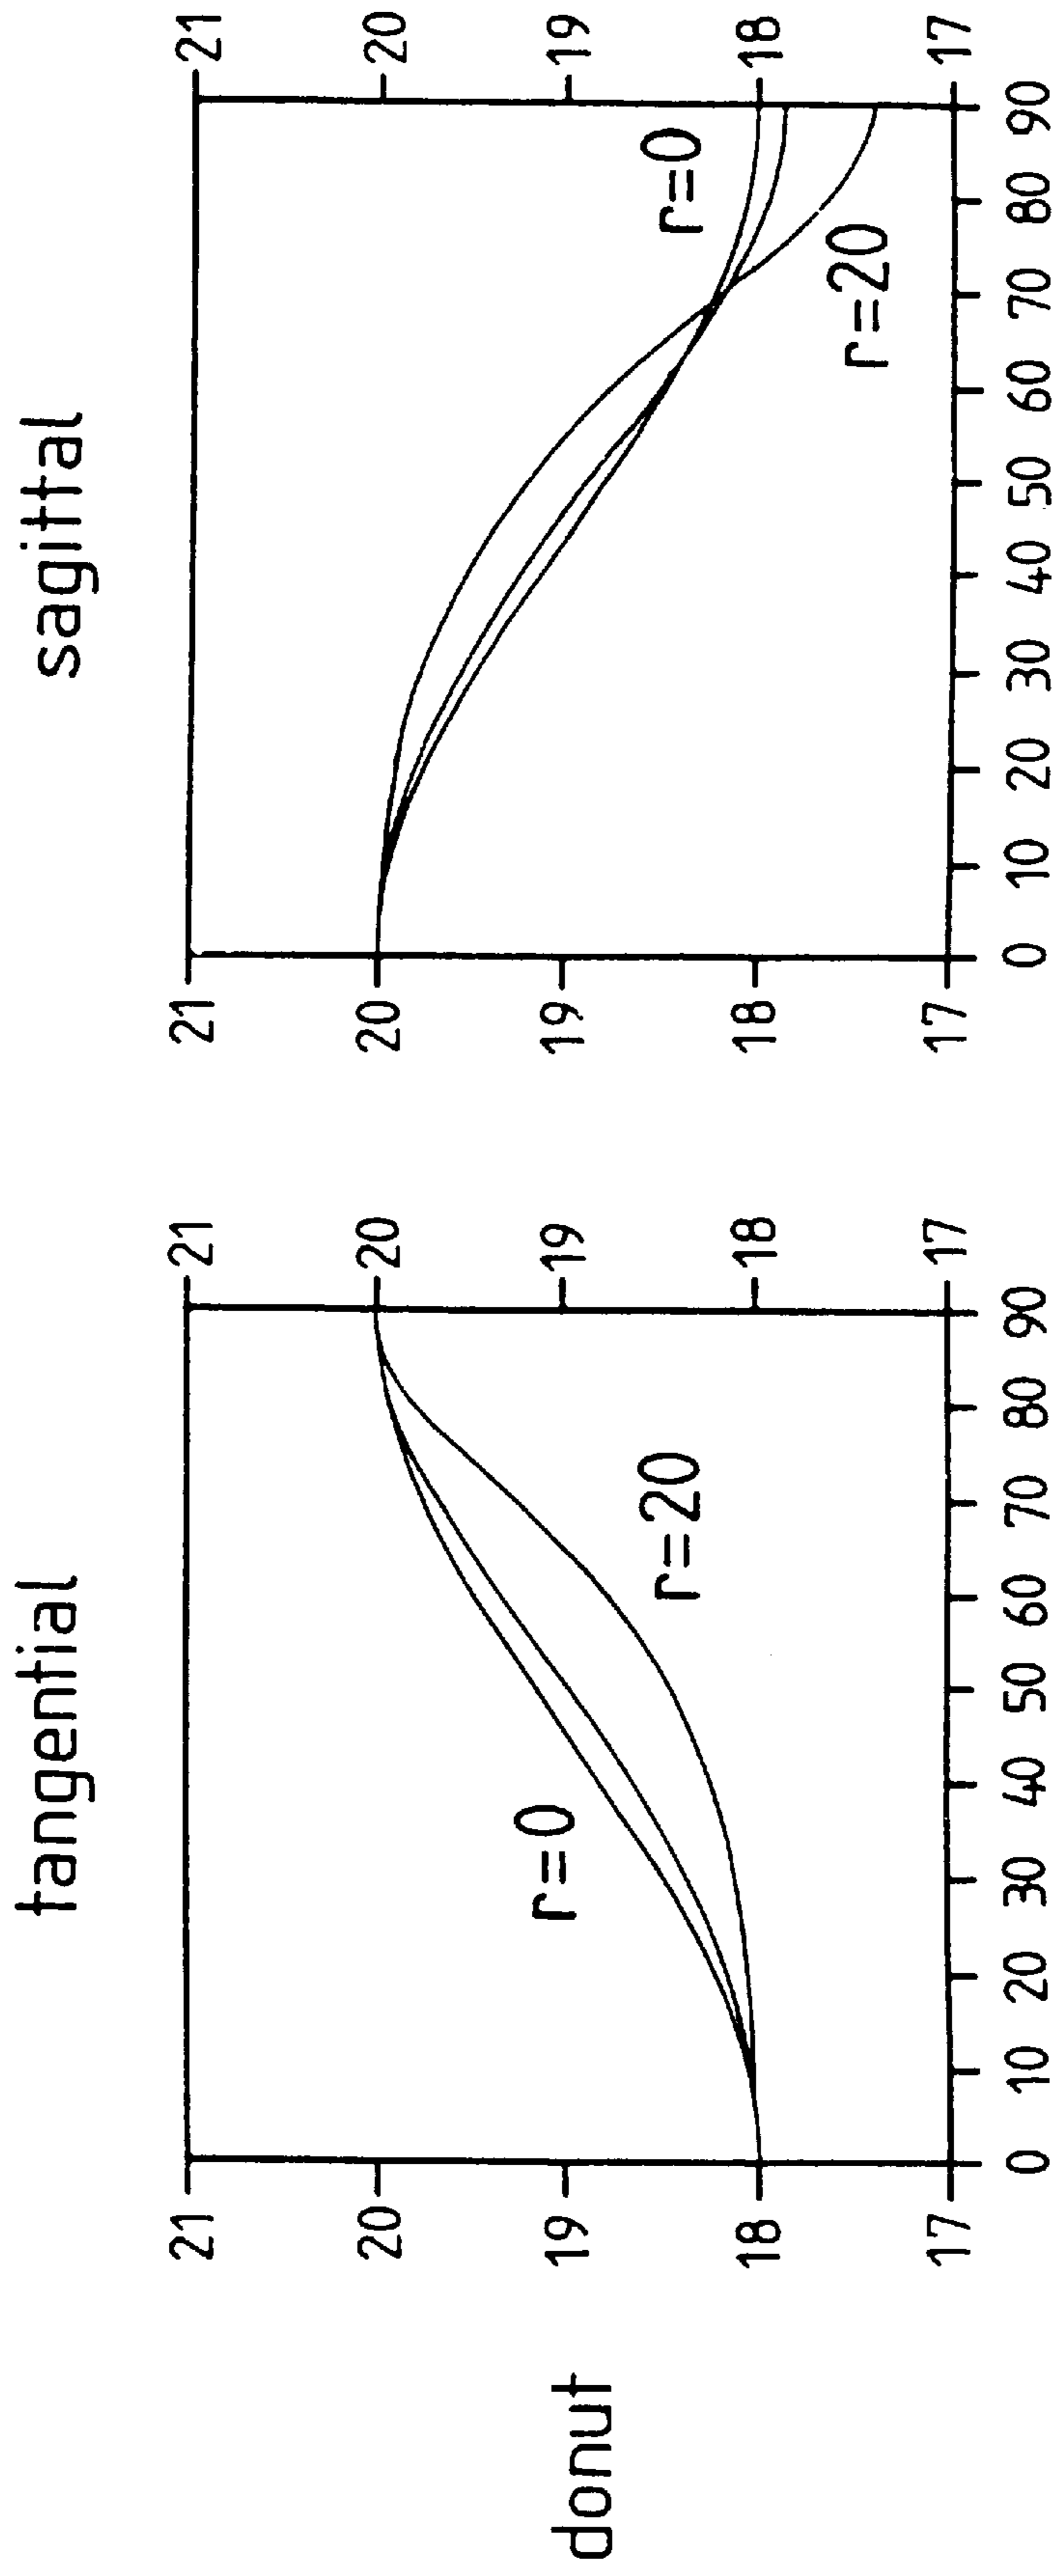 tangential sagittal
21 21 21 21
20 20 20 20
donut 19 r=0 19 19 19
r=20 r=0
18 18 18 18
r=20
17 17 17 17
0 10 20 30 40 50 60 70 80 90 0 10 20 30 40 50 60 70 80 90